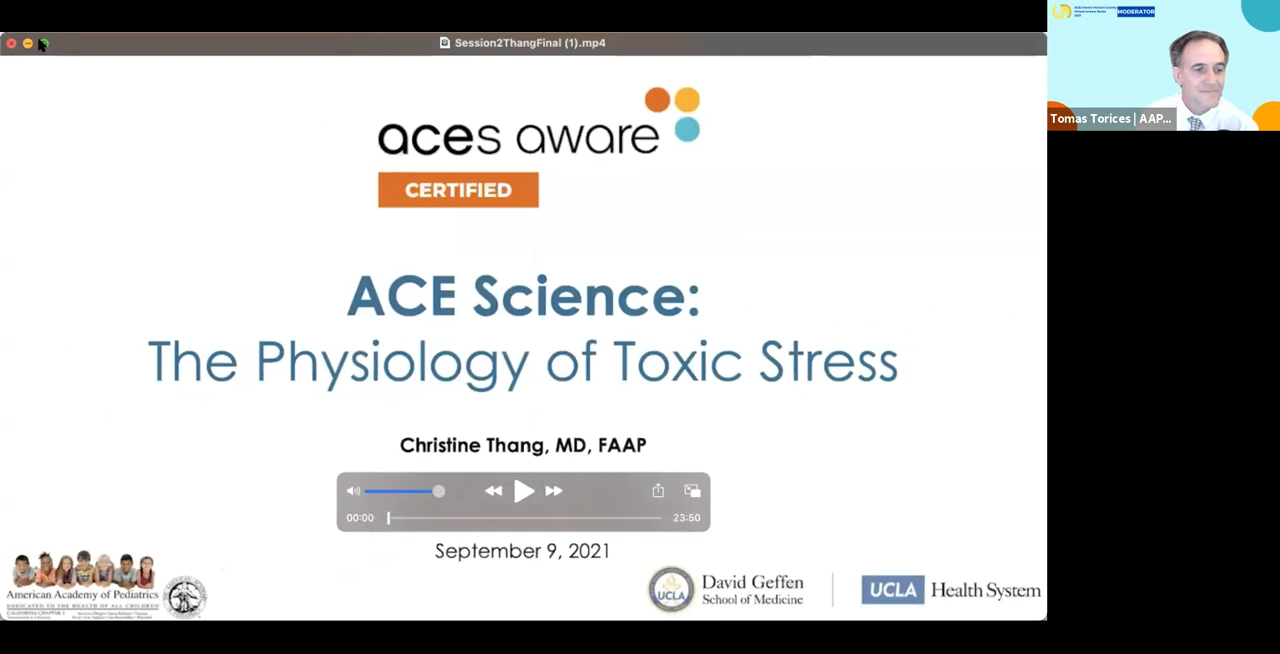 Session2ThangFinal (1).mp4
MODERATOR
Tomas Torices | AAP...
aces aware
CERTIFIED
ACE Science:
The Physiology of Toxic Stress
Christine Thang, MD, FAAP
00:00
23:50
September 9, 2021
American Academy of Pediatrics
DEDICATED TO THE HEALTH OF ALL CHILDREN
UCLA
David Geffen
School of Medicine
UCLA
Health System